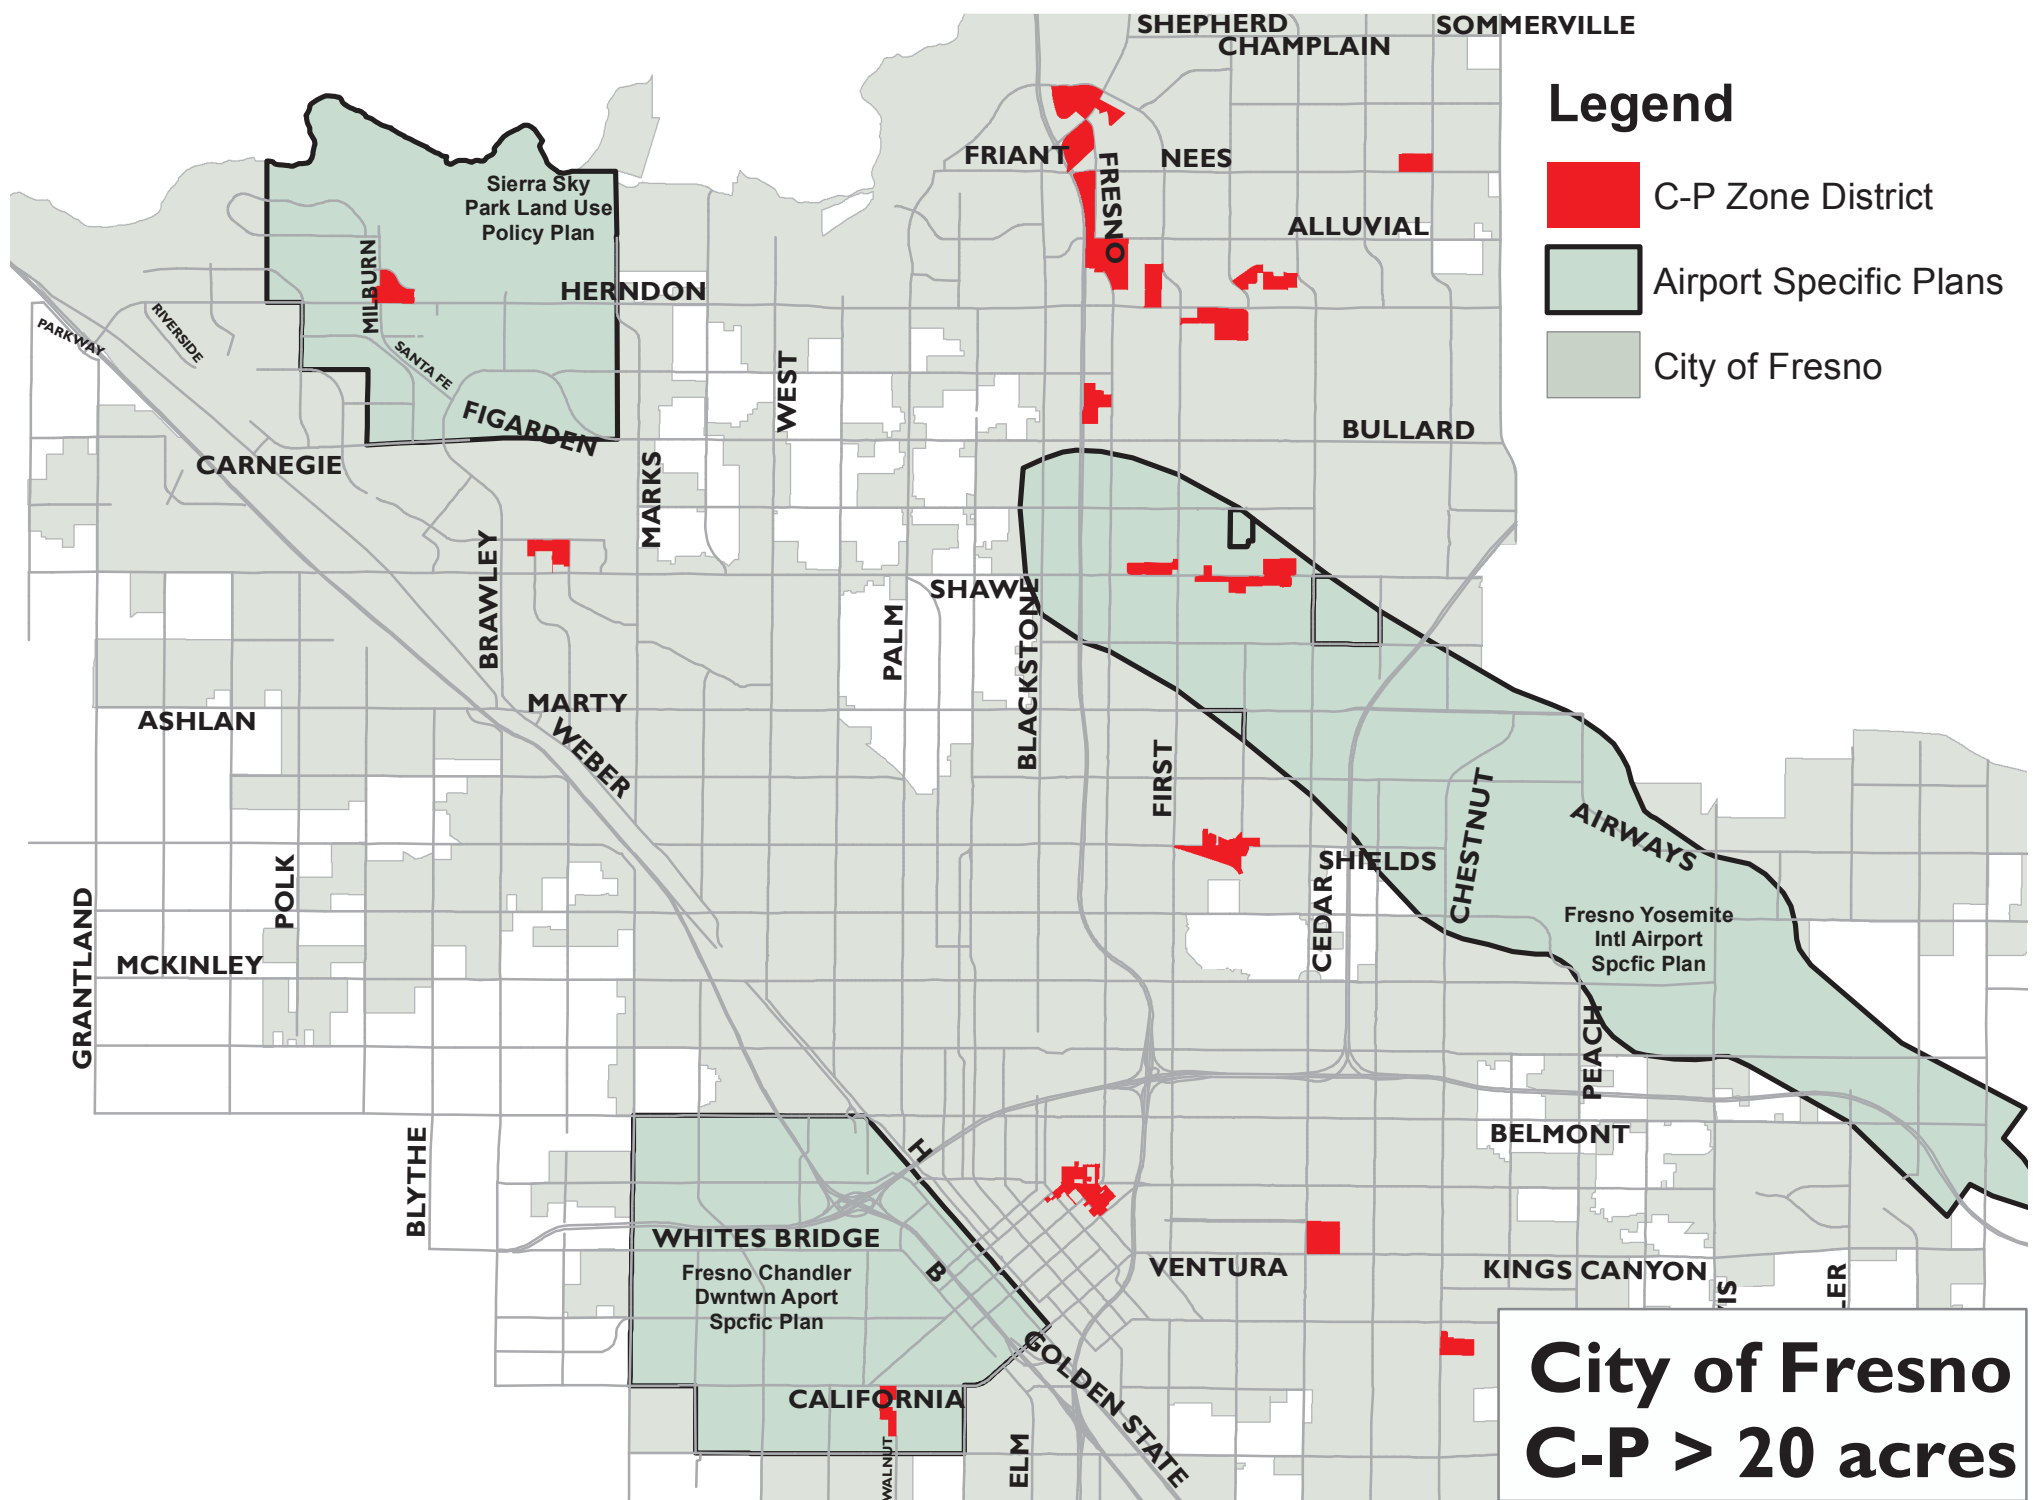 SHEPHERD
SOMMERVILLE
CHAMPLAIN
Legend
C-P Zone District
Airport Specific Plans
City of Fresno
FRIANT
FRESNO
NEES
ALLUVIAL
Sierra Sky
Park Land Use
Policy Plan
MILBURN
HERNDON
PARKWAY
RIVERSIDE
SANTA FE
WEST
FIGARDEN
BULLARD
CARNEGIE
MARKS
BRAWLEY
SHAW
PALM
BLACKSTONE
ASHLAN
MARTY
WEBER
FIRST
CHESTNUT
AIRWAYS
SHIELDS
POLK
CEDAR
GRANTLAND
MCKINLEY
Fresno Yosemite
Intl Airport
Spcfic Plan
PEACH
BELMONT
BLYTHE
H
WHITES BRIDGE
B
Fresno Chandler
Dwntwn Aport
Spcfic Plan
VENTURA
KINGS CANYON
IS
LER
GOLDEN STATE
CALIFORNIA
WALNUT
ELM
City of Fresno
C-P > 20 acres